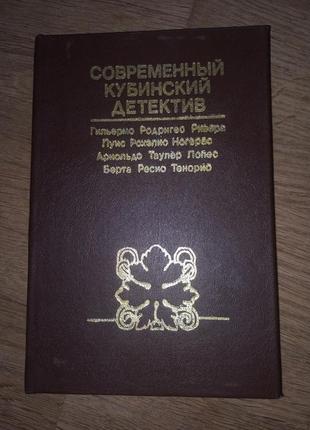 СОВРЕМЕННЫЙ
КУБИНСКИЙ
ДЕТЕКТИВ
Гильермо Родригес Ривера
Луис Рохелио Ногерас
Арнольдо Таулер Лопес
Берта Ресио Тенорио